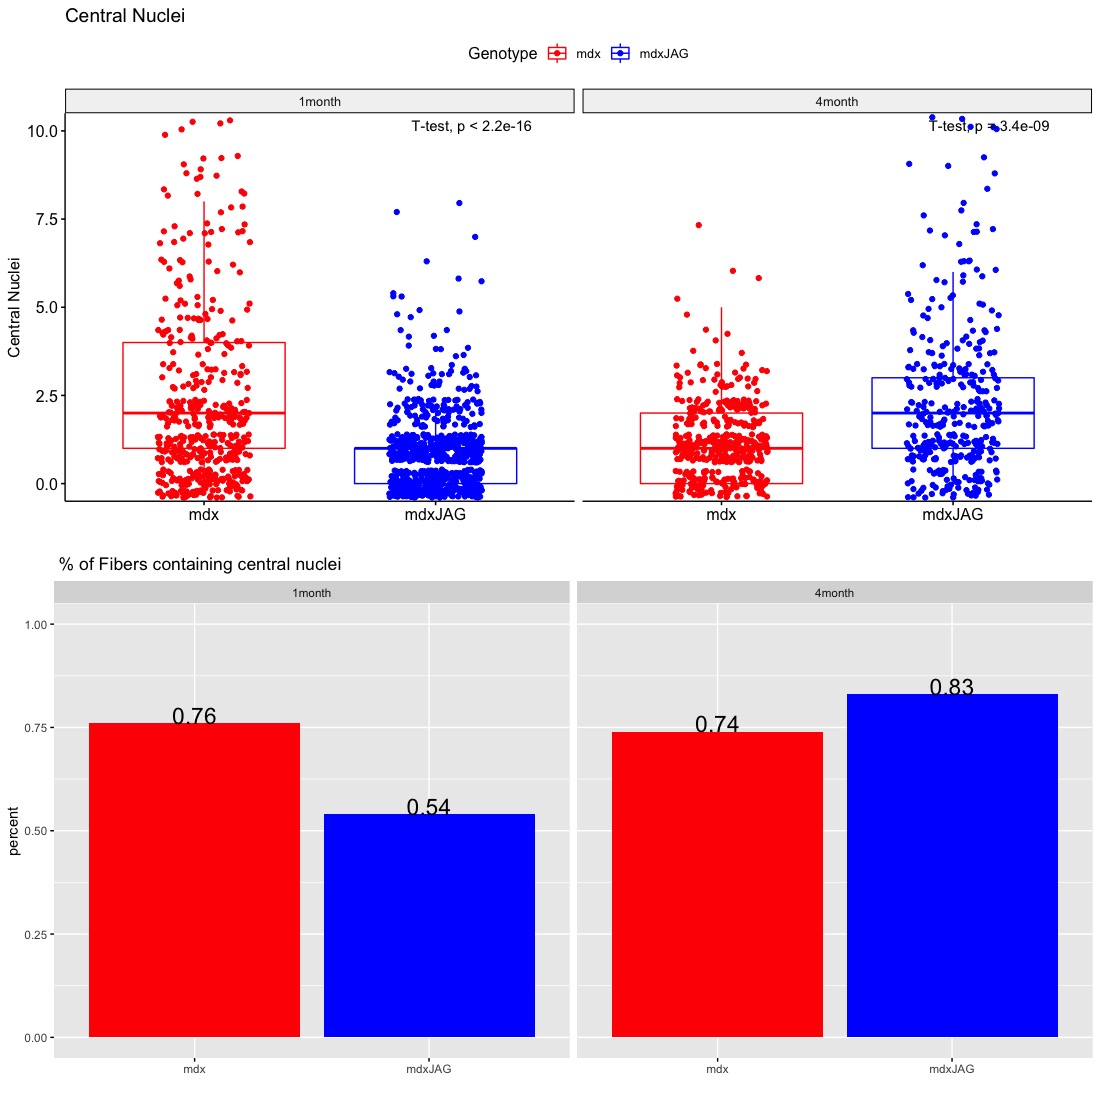 Central Nuclei
Genotype mdx mdxJAG
1month 4month
T-test, p < 2.2e-16 T-test, p = 3.4e-09
Central Nuclei
10.0
7.5
5.0
2.5
0.0
mdx mdxJAG mdx mdxJAG
% of Fibers containing central nuclei
1month 4month
percent
1.00
0.75
0.50
0.25
0.00
0.76 0.54 0.74 0.83
mdx mdxJAG mdx mdxJAG